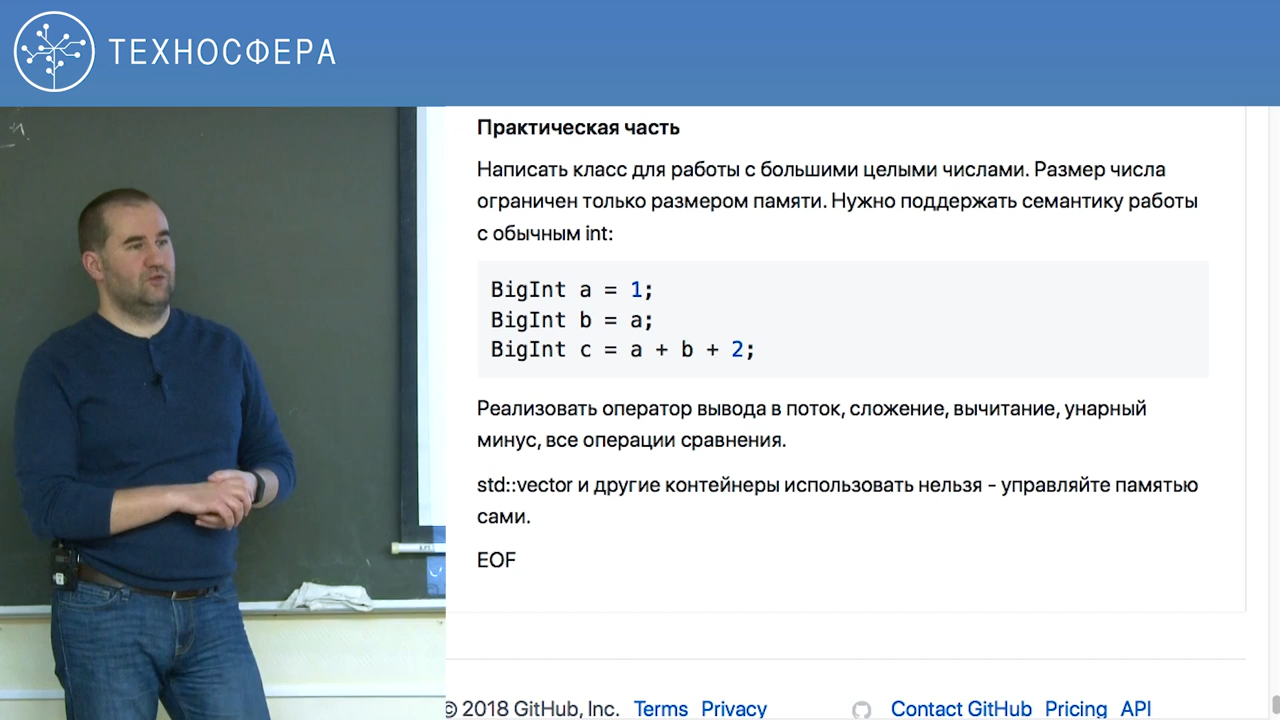 ТЕХНОСФЕРА
Практическая часть
Написать класс для работы с большими целыми числами. Размер числа
ограничен только размером памяти. Нужно поддержать семантику работы
с обычным int:
BigInt a = 1;
BigInt b = a;
BigInt c = a + b + 2;
Реализовать оператор вывода в поток, сложение, вычитание, унарный
минус, все операции сравнения.
std::vector и другие контейнеры использовать нельзя - управляйте памятью
сами.
EOF
© 2018 GitHub, Inc. Terms Privacy Contact GitHub Pricing API